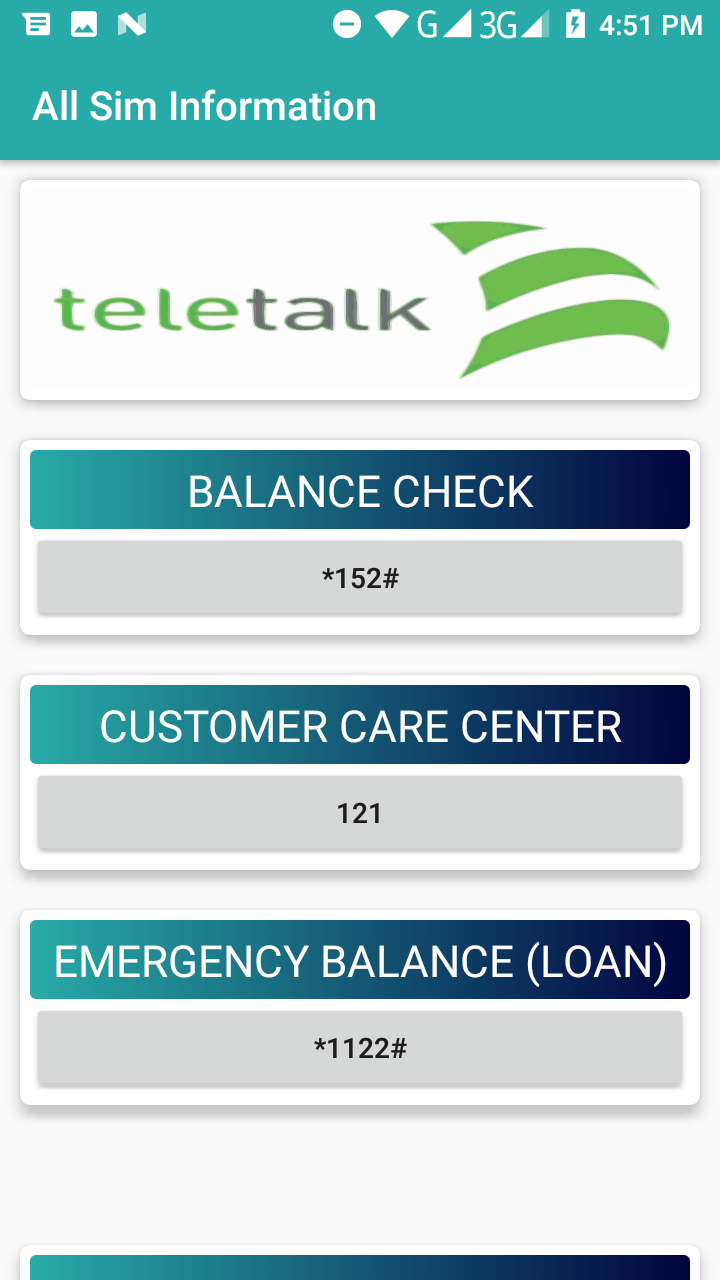 G 3G 4:51 PM
All Sim Information
teletalk
BALANCE CHECK
*152#
CUSTOMER CARE CENTER
121
EMERGENCY BALANCE (LOAN)
*1122#